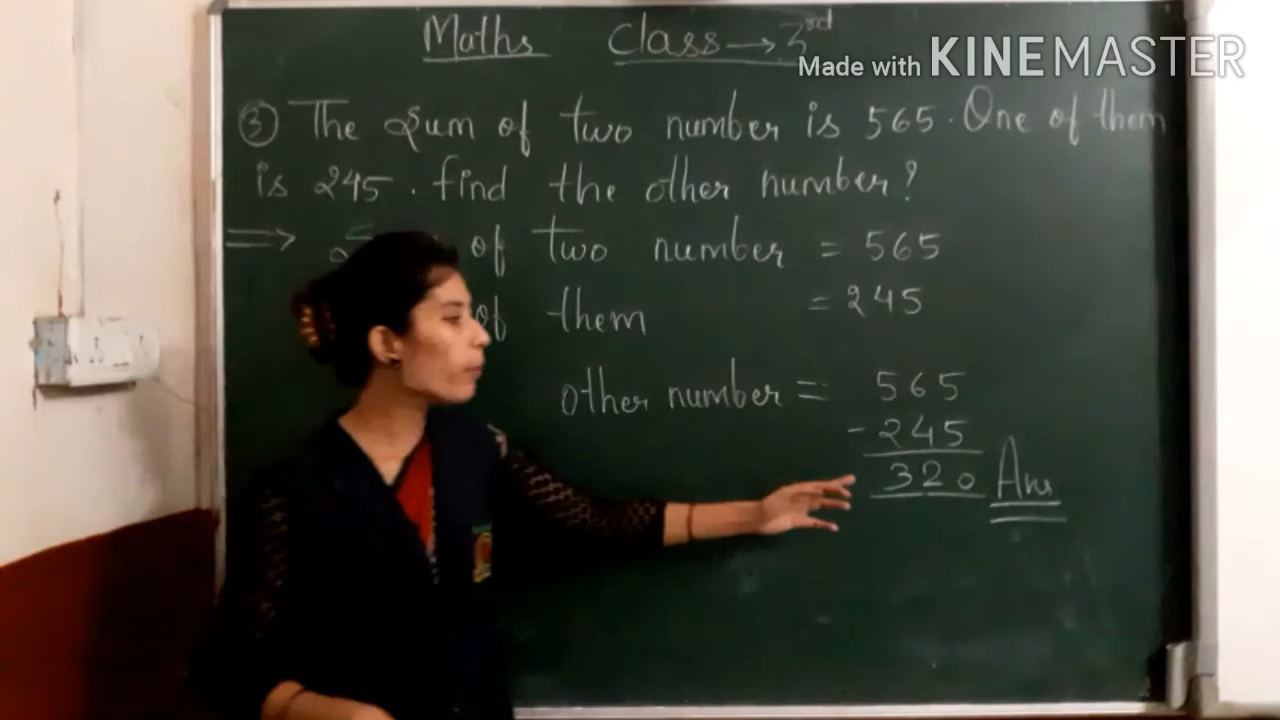 Maths Class → 3rd
Made with KINEMASTER
③ The Sum of two number is 565. One of them
is 245. find the other number?
⇒ of two number = 565
of them = 245
other number = 565
- 245
320 Ans